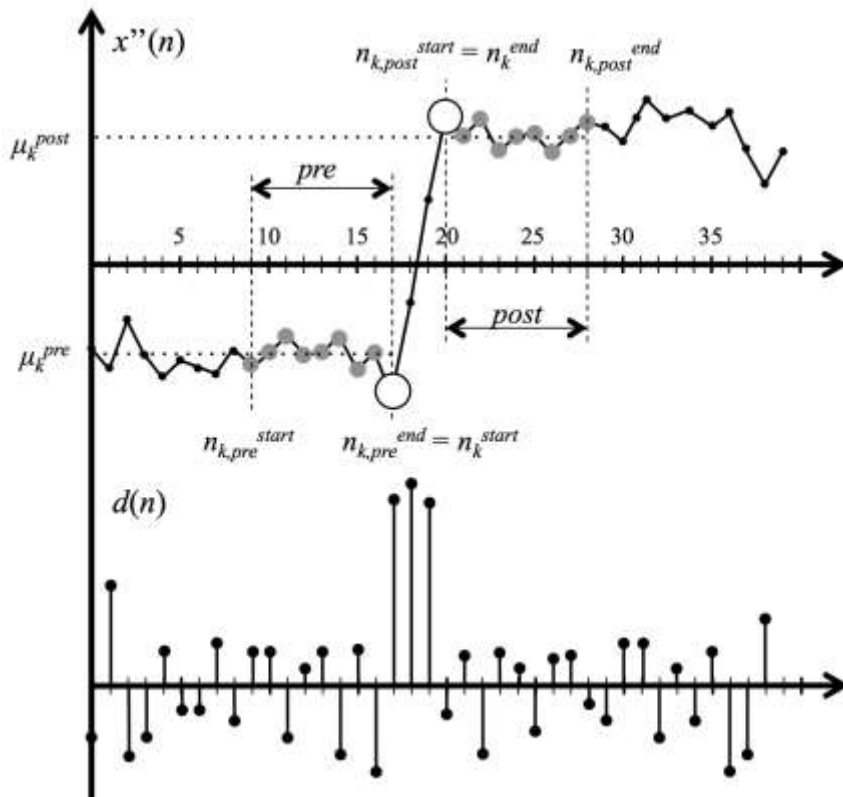 x''(n)
n_{k,post}^{start} = n_k^{end}
n_{k,post}^{end}
μ_k^{post}
pre
5 10 15 20 25 30 35
post
μ_k^{pre}
n_{k,pre}^{start}
n_{k,pre}^{end} = n_k^{start}
d(n)